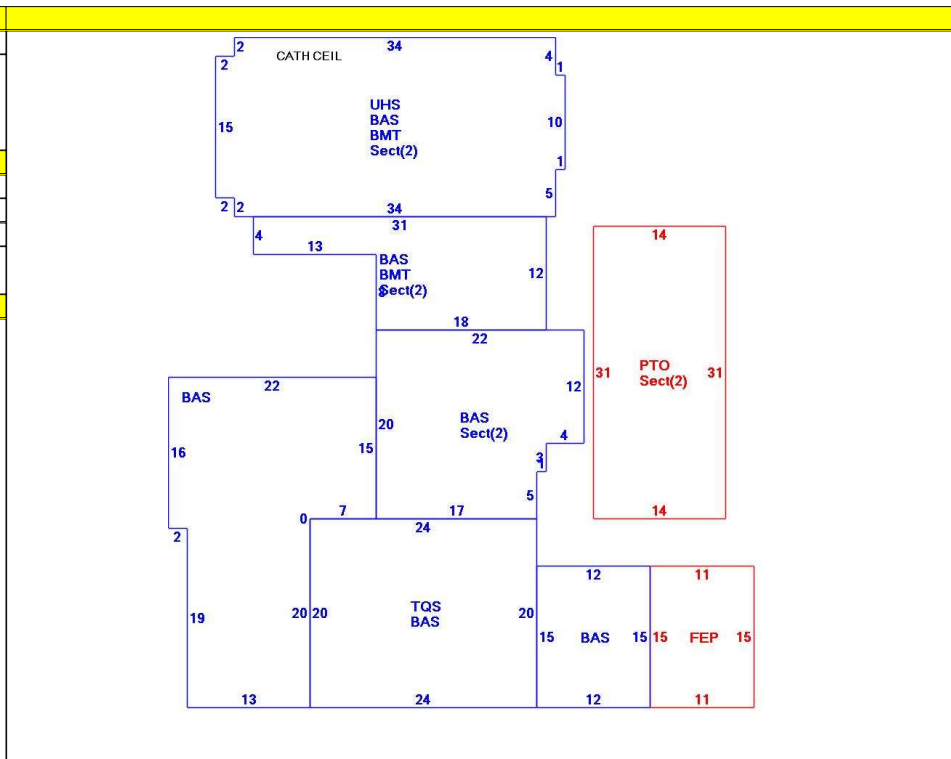 2 34
CATH CEIL
2 4
1
UHS
BAS
BMT
Sect(2)
15 10
1
2 2 5
34
31
4 14
13
BAS
BMT
Sect(2)
12
8
18
22
PTO
Sect(2)
31 31
22
12
BAS
20
BAS
Sect(2)
4
15
16
3
1
5
0 7 17 14
24
2
12 11
TQS
BAS
19 20 20 20
15 BAS 15 15 FEP 15
13 24 12 11